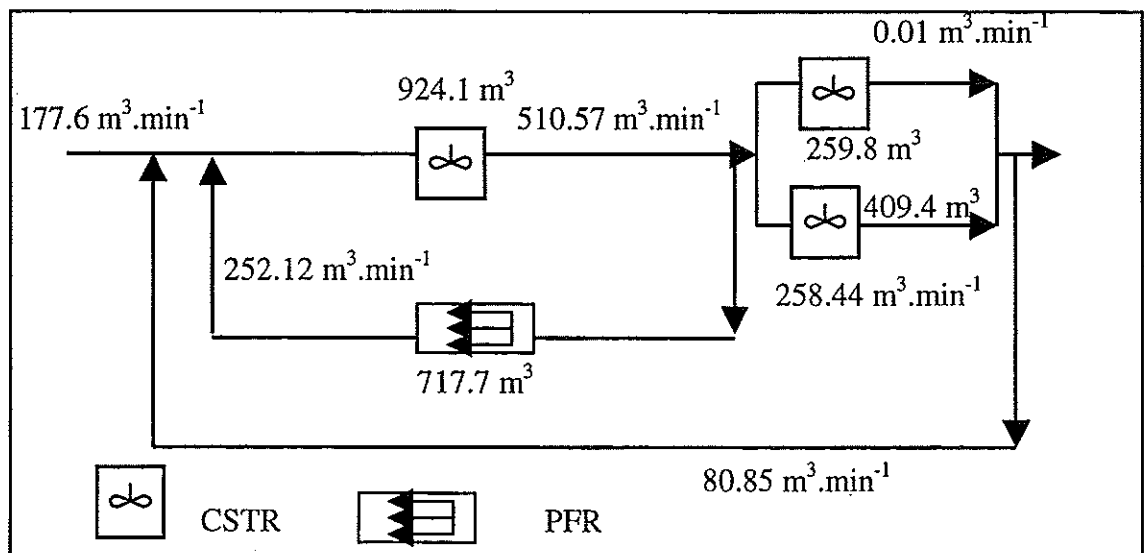 0.01 m³.min⁻¹
924.1 m³
177.6 m³.min⁻¹
510.57 m³.min⁻¹
259.8 m³
409.4 m³
252.12 m³.min⁻¹
258.44 m³.min⁻¹
717.7 m³
80.85 m³.min⁻¹
CSTR
PFR